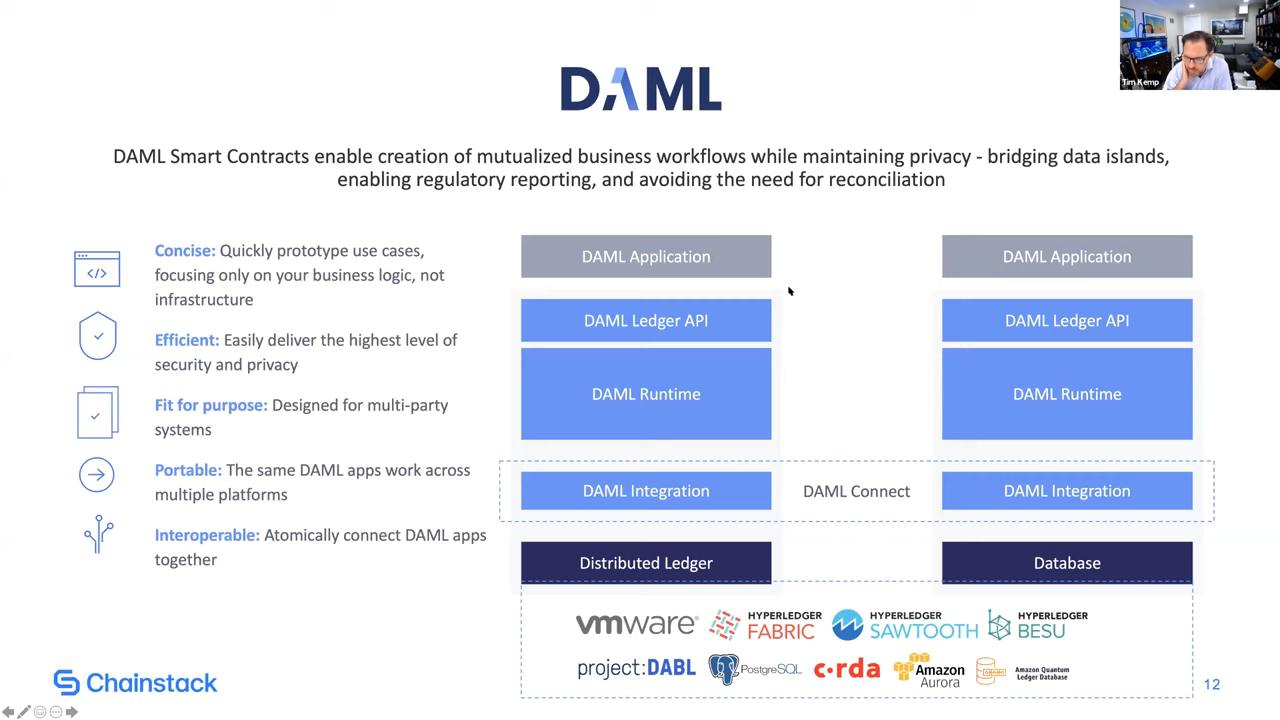 Tim Kemp
DAML
DAML Smart Contracts enable creation of mutualized business workflows while maintaining privacy - bridging data islands,
enabling regulatory reporting, and avoiding the need for reconciliation
Concise: Quickly prototype use cases,
focusing only on your business logic, not
infrastructure
Efficient: Easily deliver the highest level of
security and privacy
Fit for purpose: Designed for multi-party
systems
Portable: The same DAML apps work across
multiple platforms
Interoperable: Atomically connect DAML apps
together
DAML Application
DAML Ledger API
DAML Runtime
DAML Integration
Distributed Ledger
DAML Connect
DAML Application
DAML Ledger API
DAML Runtime
DAML Integration
Database
vmware®
HYPERLEDGER
FABRIC
HYPERLEDGER
SAWTOOTH
HYPERLEDGER
BESU
project:DABL
PostgreSQL
c·rda
Amazon
Aurora
Amazon Quantum
Ledger Database
Chainstack
12